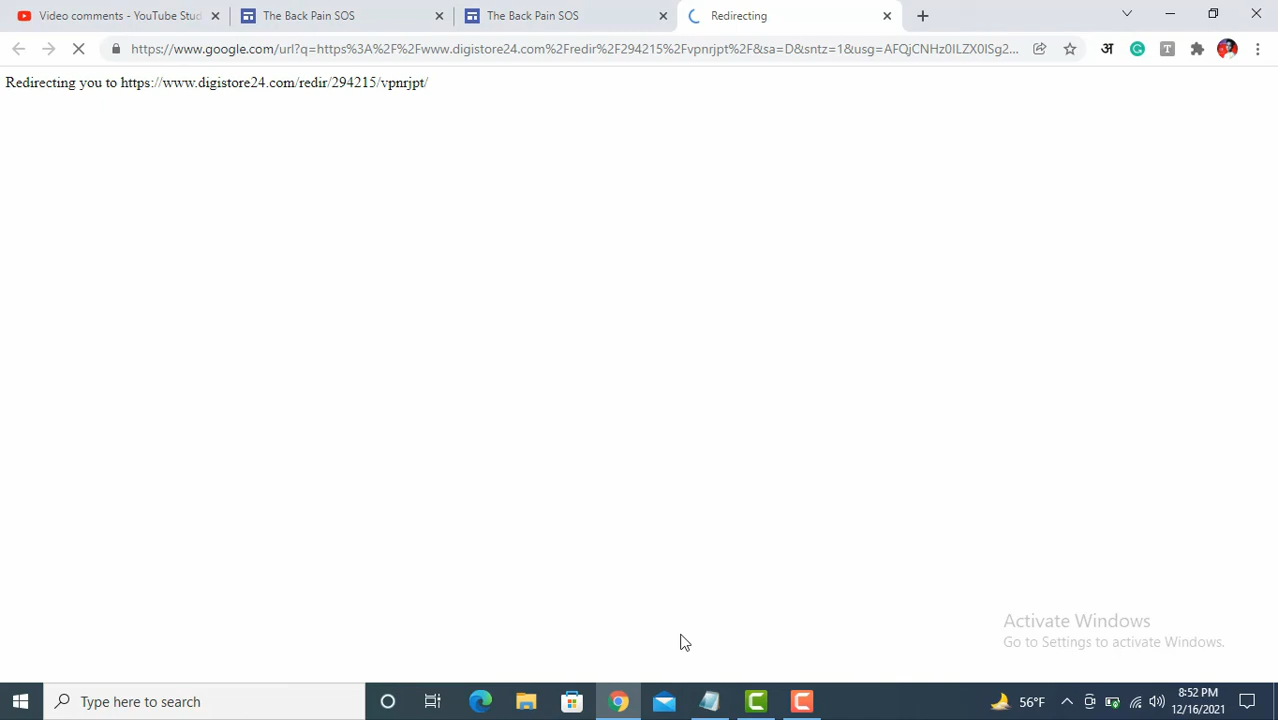 Video comments - YouTube Stud
The Back Pain SOS
The Back Pain SOS
Redirecting
https://www.google.com/url?q=https%3A%2F%2Fwww.digistore24.com%2Fredir%2F294215%2Fvpnrjpt%2F&sa=D&sntz=1&usg=AFQjCNHz0ILZX0ISg2...
अ
G
T
Redirecting you to https://www.digistore24.com/redir/294215/vpnrjpt/
Activate Windows
Go to Settings to activate Windows.
Type here to search
56°F
8:52 PM
12/16/2021